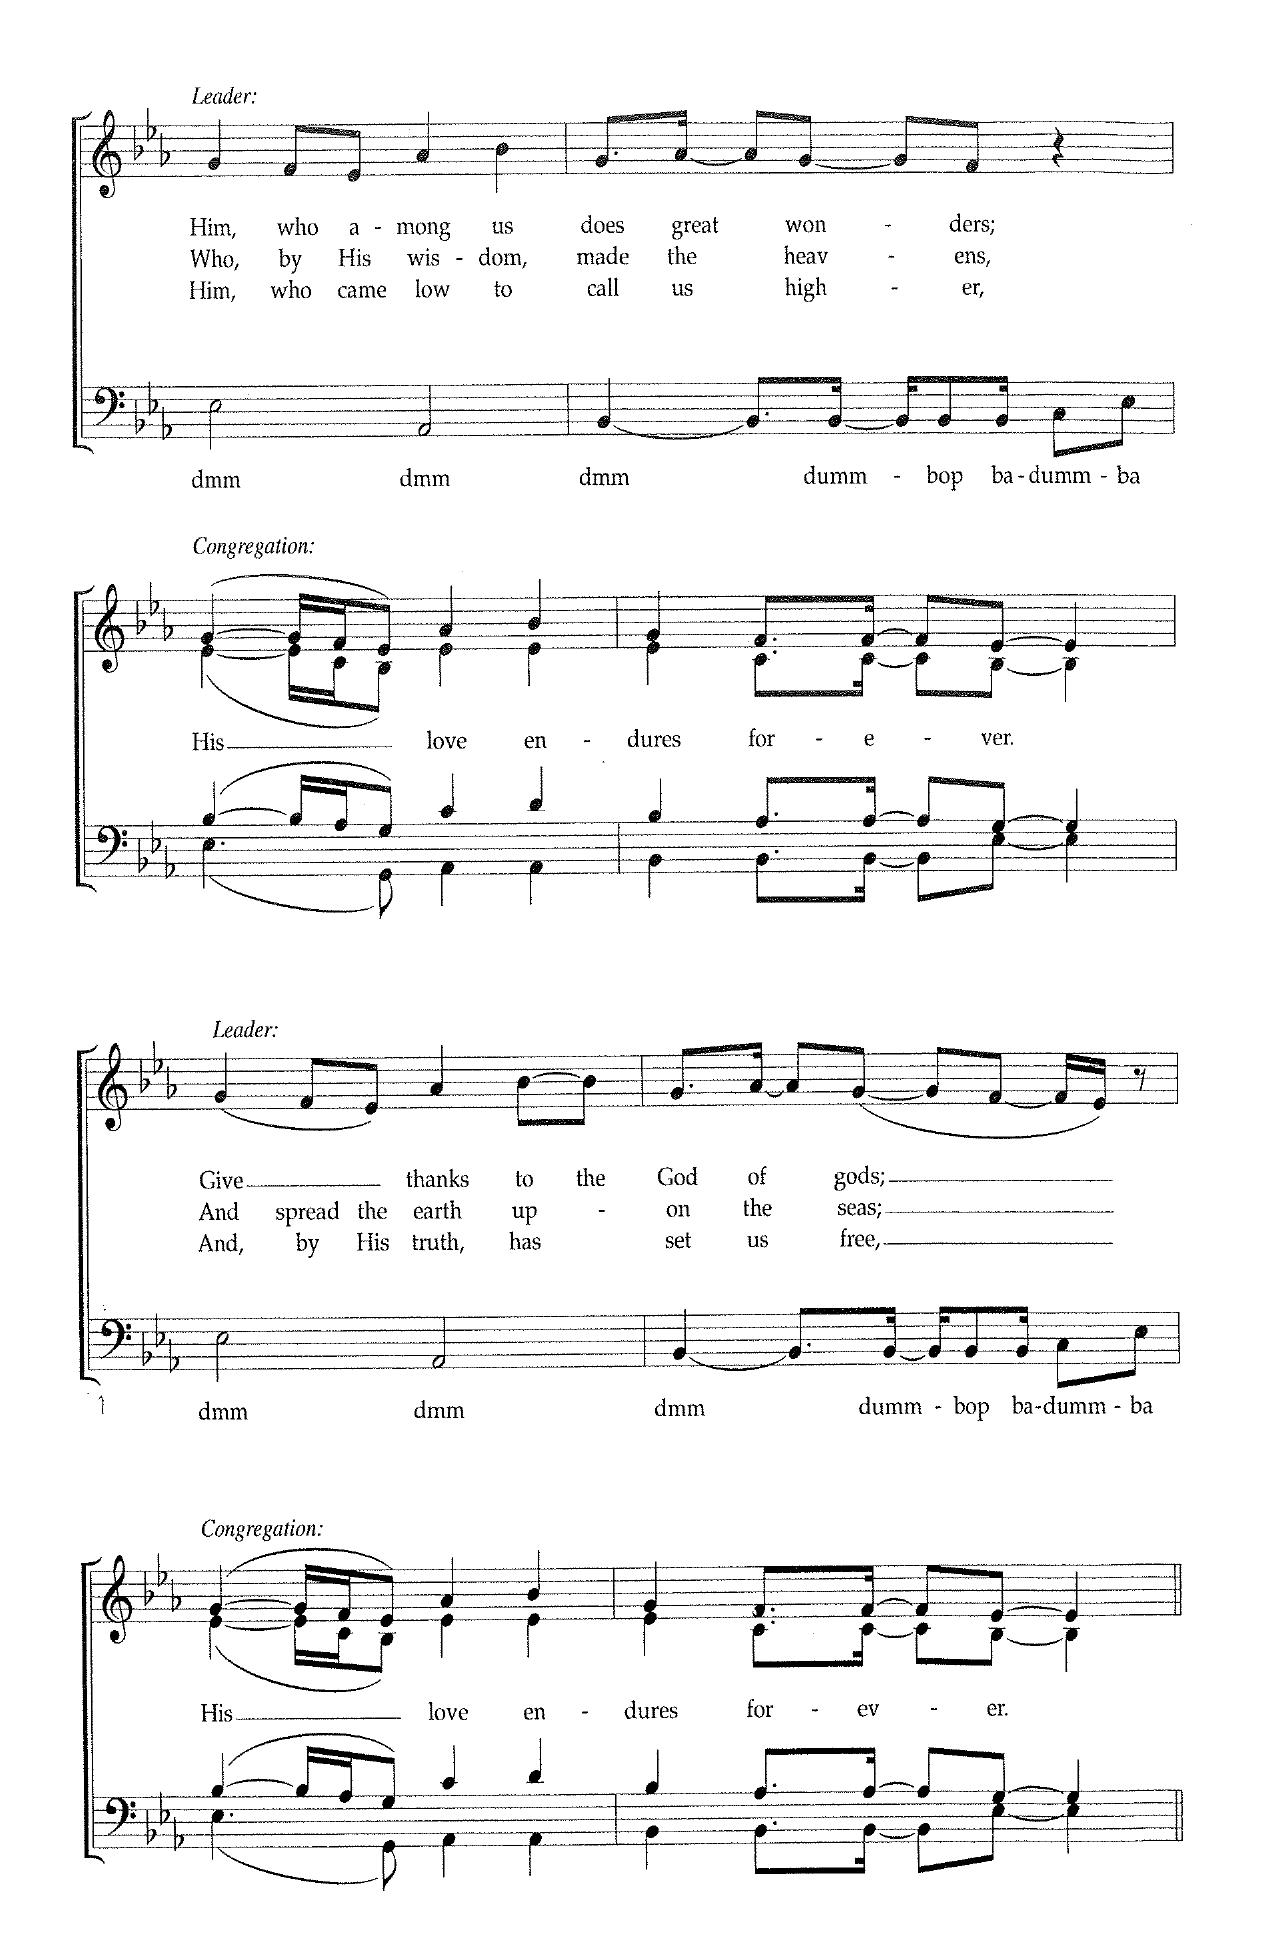 Leader:
Him, who a - mong us does great won - ders;
Who, by His wis - dom, made the heav - ens,
Him, who came low to call us high - er,
dmm dmm dmm dumm - bop ba - dumm - ba
Congregation:
His love en - dures for - e - ver.
Leader:
Give thanks to the God of gods;
And spread the earth up - on the seas;
And, by His truth, has set us free,
1
dmm dmm dmm dumm - bop ba - dumm - ba
Congregation:
His love en - dures for - ev - er.